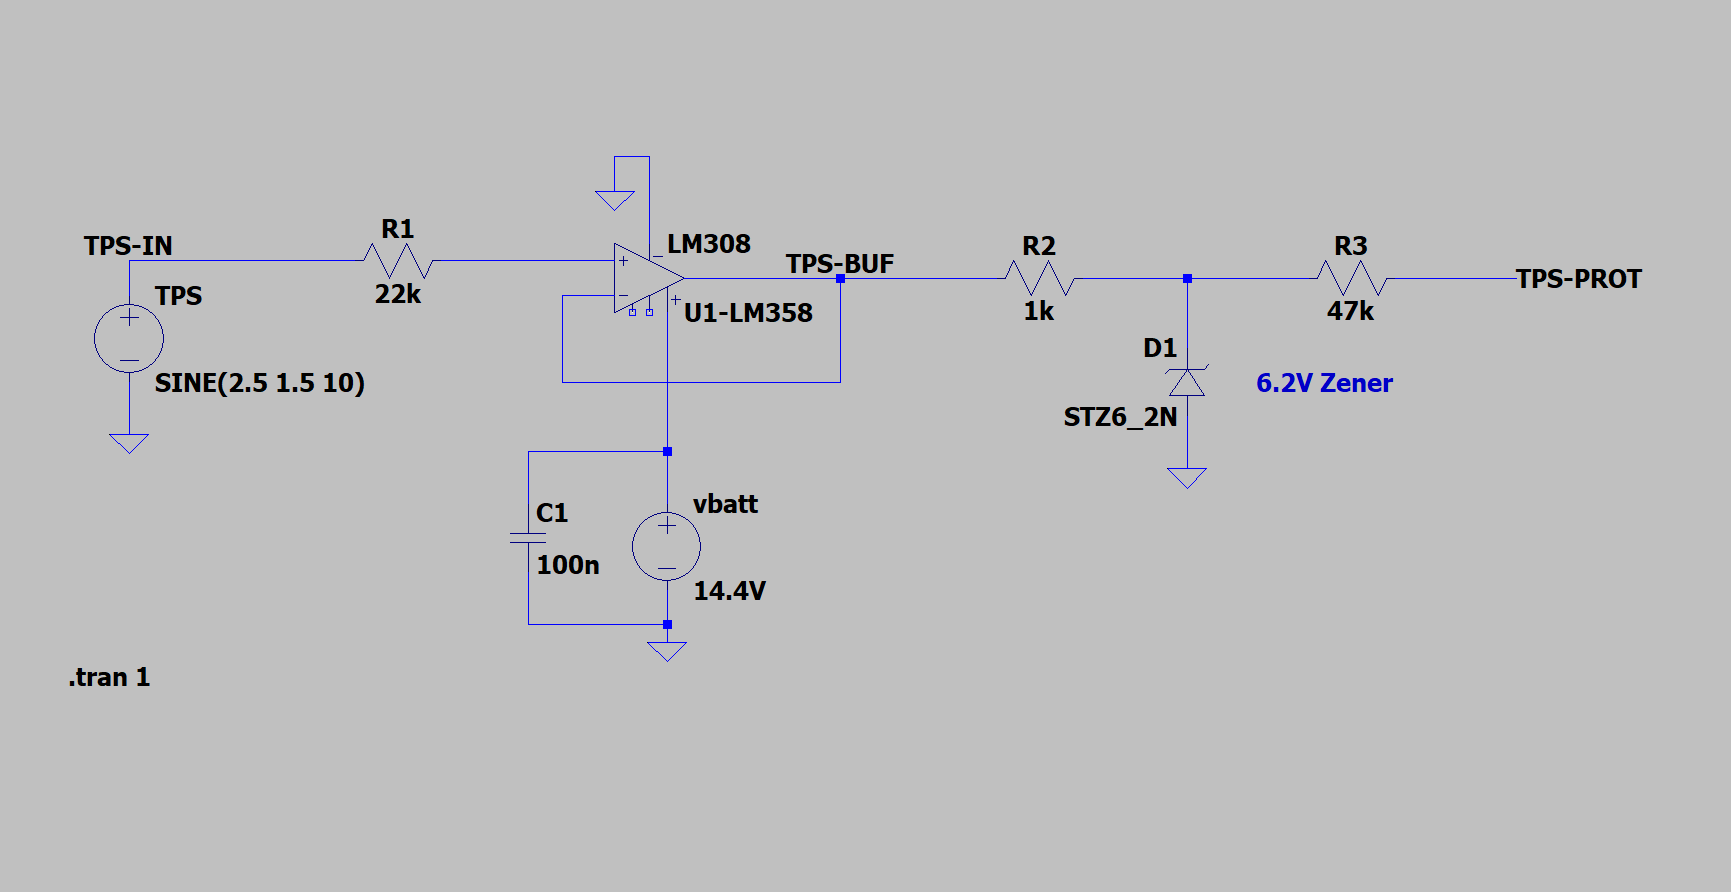 R1
R2
R3
TPS-IN
LM308
TPS-BUF
TPS-PROT
TPS
22k
U1-LM358
1k
47k
SINE(2.5 1.5 10)
D1
6.2V Zener
STZ6_2N
vbatt
C1
100n
14.4V
.tran 1